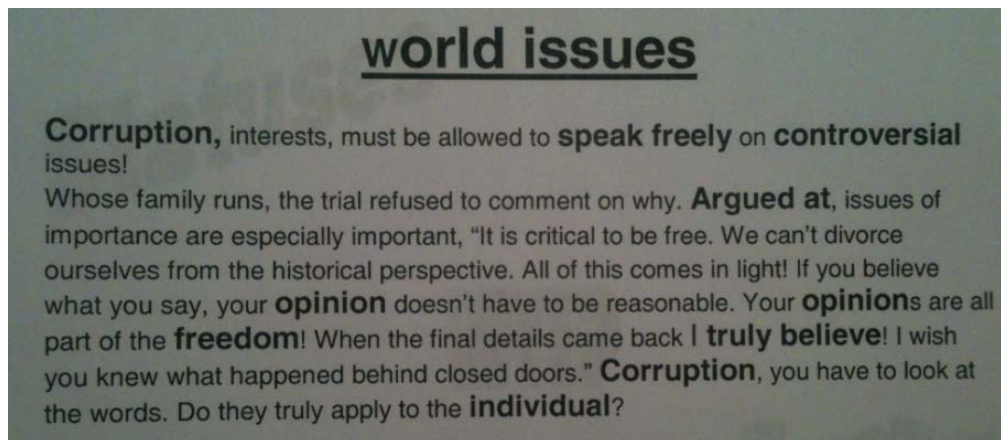 world issues
Corruption, interests, must be allowed to speak freely on controversial
issues!
Whose family runs, the trial refused to comment on why. Argued at, issues of
importance are especially important, “It is critical to be free. We can't divorce
ourselves from the historical perspective. All of this comes in light! If you believe
what you say, your opinion doesn't have to be reasonable. Your opinions are all
part of the freedom! When the final details came back I truly believe! I wish
you knew what happened behind closed doors.” Corruption, you have to look at
the words. Do they truly apply to the individual?